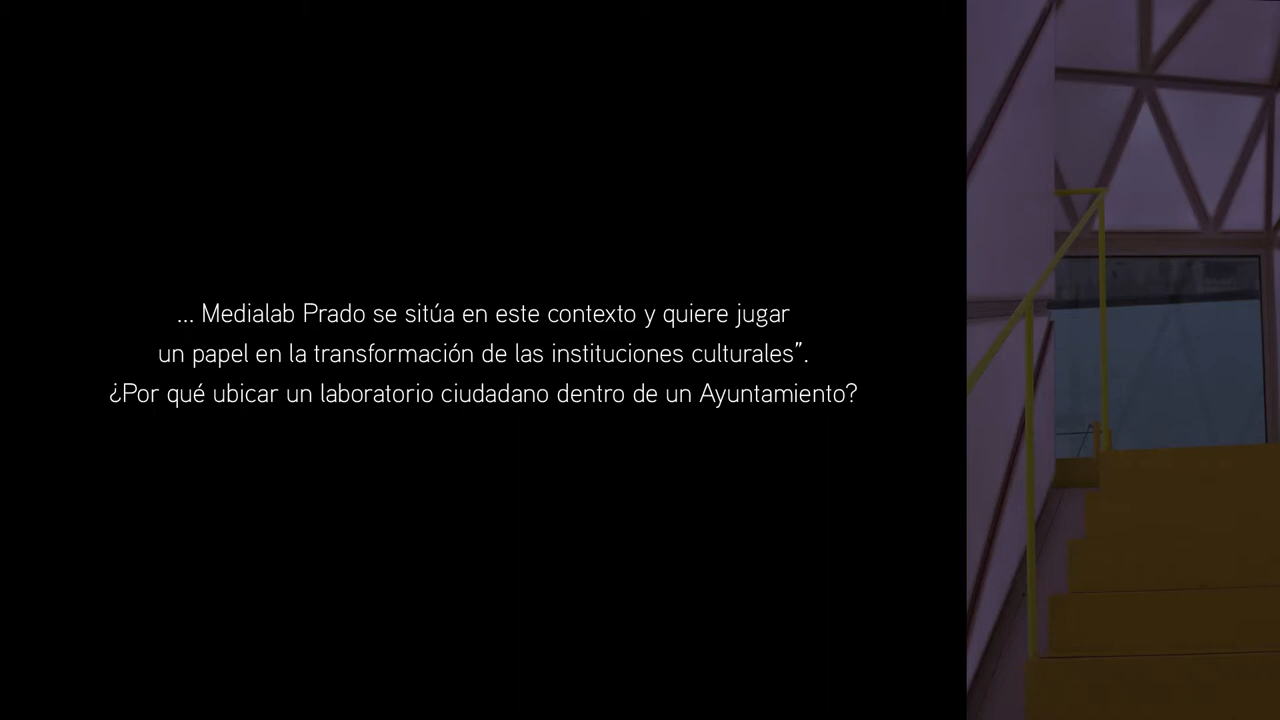 ... Medialab Prado se sitúa en este contexto y quiere jugar
un papel en la transformación de las instituciones culturales”.
¿Por qué ubicar un laboratorio ciudadano dentro de un Ayuntamiento?